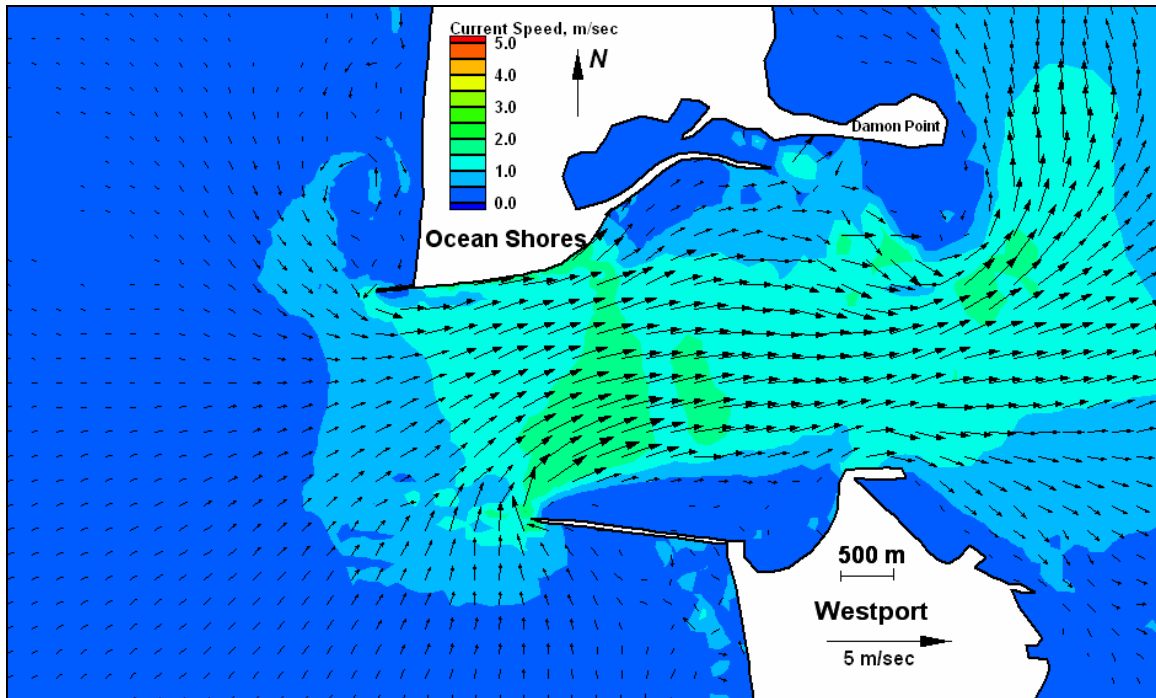 Current Speed, m/sec
5.0
4.0
3.0
2.0
1.0
0.0
N
Damon Point
Ocean Shores
500 m
Westport
5 m/sec